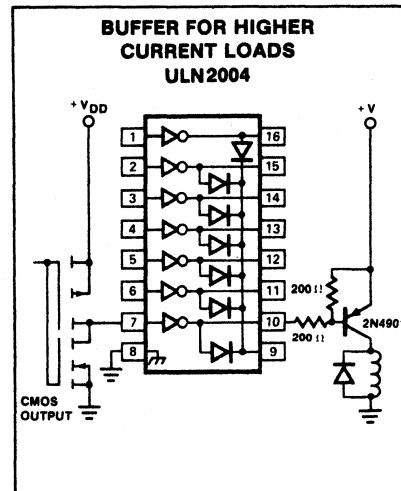 BUFFER FOR HIGHER
CURRENT LOADS
ULN2004
+ VDD
+ V
1
16
2
15
3
14
4
13
5
12
6
11
7
10
8
9
200 Ω
200 Ω
2N4901
CMOS
OUTPUT